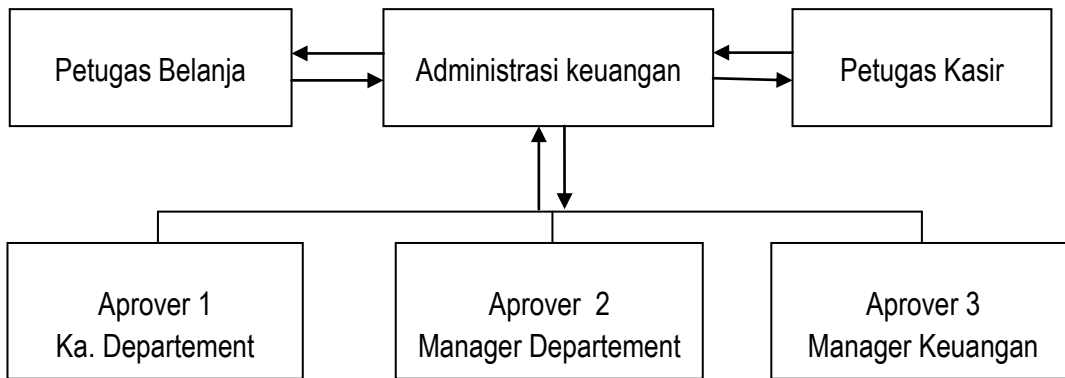 Petugas Belanja
Administrasi keuangan
Petugas Kasir
Aprover 1
Ka. Departement
Aprover 2
Manager Departement
Aprover 3
Manager Keuangan